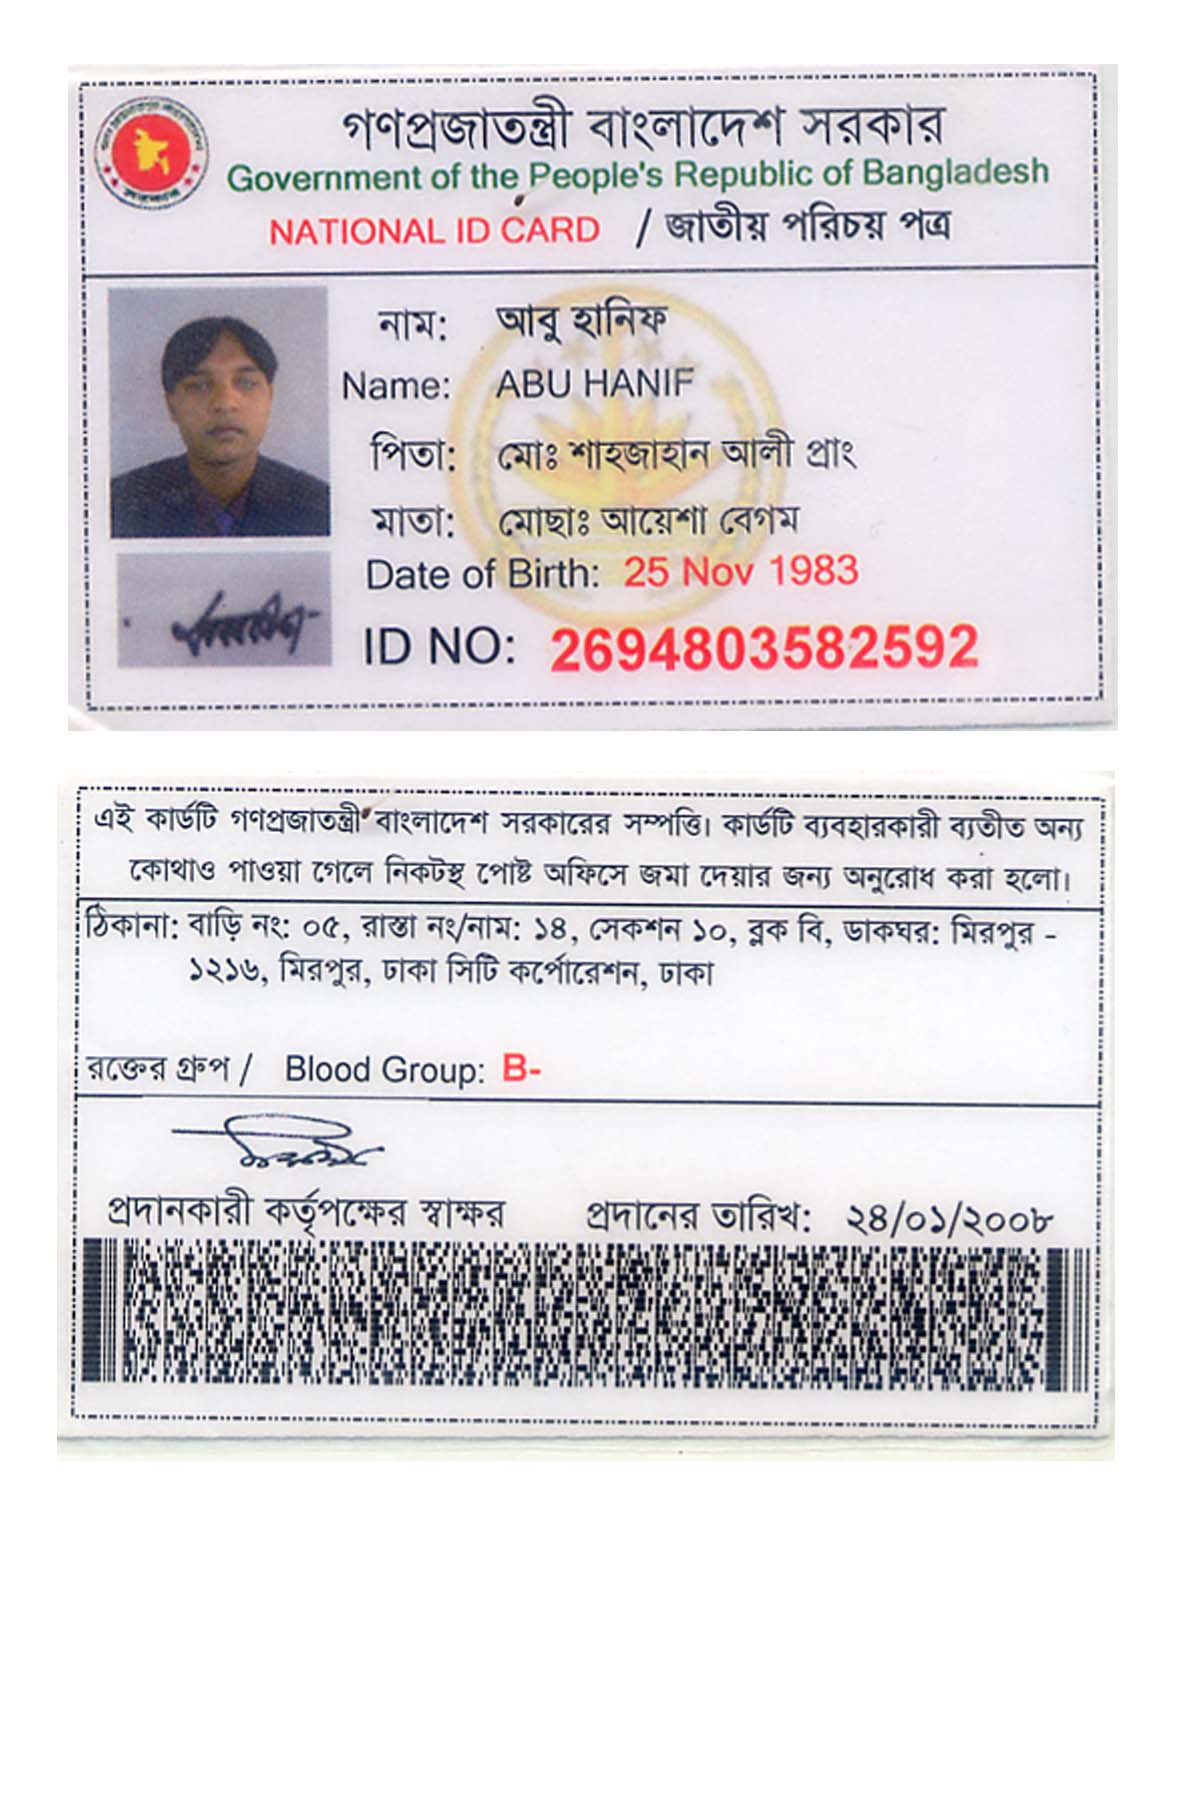 গণপ্রজাতন্ত্রী বাংলাদেশ সরকার
Government of the People's Republic of Bangladesh
NATIONAL ID CARD / জাতীয় পরিচয় পত্র
নাম: আবু হানিফ
Name: ABU HANIF
পিতা: মোঃ শাহজাহান আলী প্রাং
মাতা: মোছাঃ আয়েশা বেগম
Date of Birth: 25 Nov 1983
ID NO: 2694803582592
এই কার্ডটি গণপ্রজাতন্ত্রী বাংলাদেশ সরকারের সম্পত্তি। কার্ডটি ব্যবহারকারী ব্যতীত অন্য
কোথাও পাওয়া গেলে নিকটস্থ পোষ্ট অফিসে জমা দেয়ার জন্য অনুরোধ করা হলো।
ঠিকানা: বাড়ি নং: ০৫, রাস্তা নং/নাম: ১৪, সেকশন ১০, ব্লক বি, ডাকঘর: মিরপুর -
১২১৬, মিরপুর, ঢাকা সিটি কর্পোরেশন, ঢাকা
রক্তের গ্রুপ / Blood Group: B-
প্রদানকারী কর্তৃপক্ষের স্বাক্ষর প্রদানের তারিখ: ২৪/০১/২০০৮